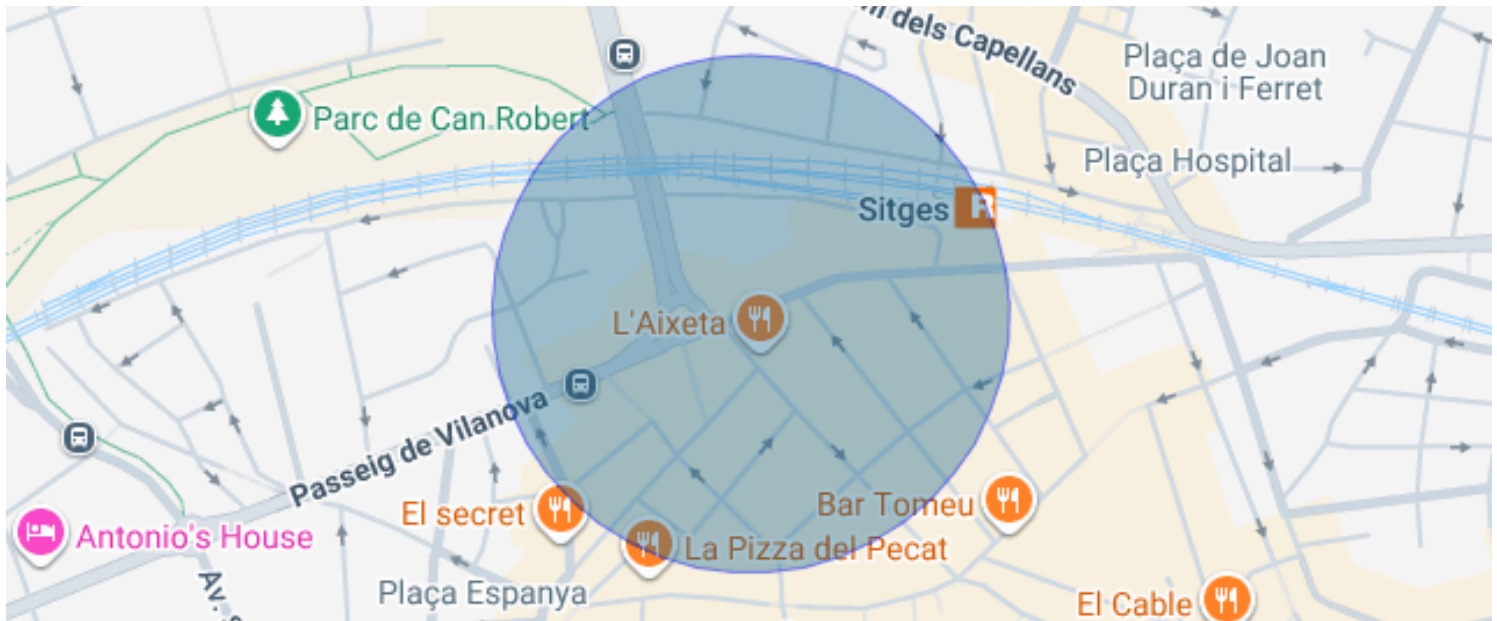 dels Capellans
Plaça de Joan
Duran i Ferret
Parc de Can Robert
Plaça Hospital
Sitges R
L'Aixeta
Passeig de Vilanova
El secret
Bar Tomeu
Antonio's House
La Pizza del Pecat
Plaça Espanya
Av.
El Cable